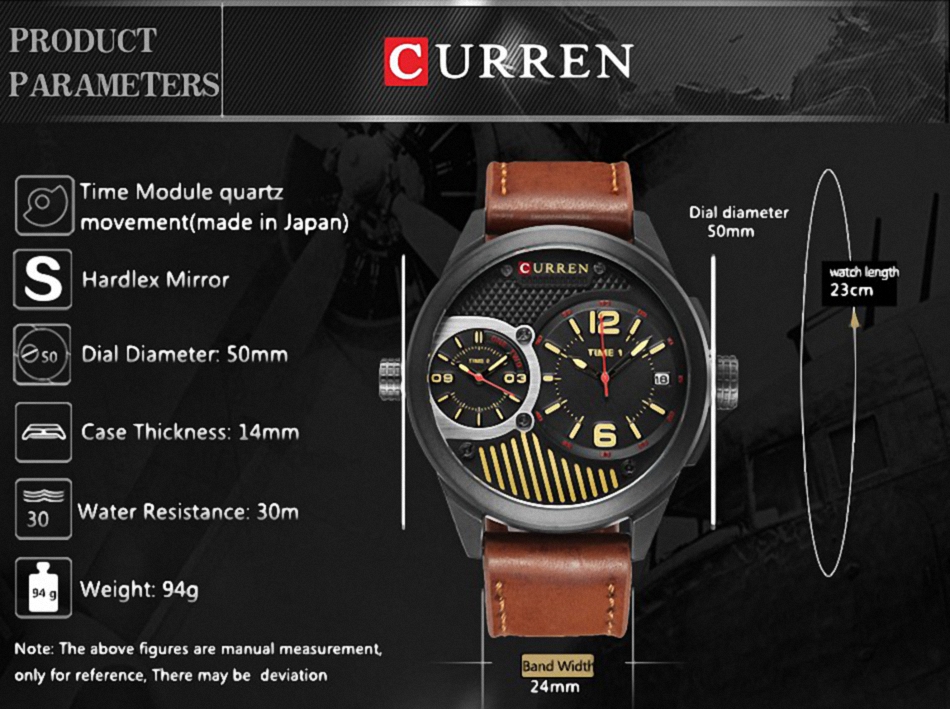 PRODUCT
PARAMETERS
CURREN
Time Module quartz
movement(made in Japan)
S
Hardlex Mirror
50
Dial Diameter: 50mm
Case Thickness: 14mm
30
Water Resistance: 30m
94 g
Weight: 94g
Note: The above figures are manual measurement,
only for reference, There may be deviation
Dial diameter
50mm
watch length
23cm
CURREN
12
TIME 1
18
6
TIME 2
09
03
Band Width
24mm